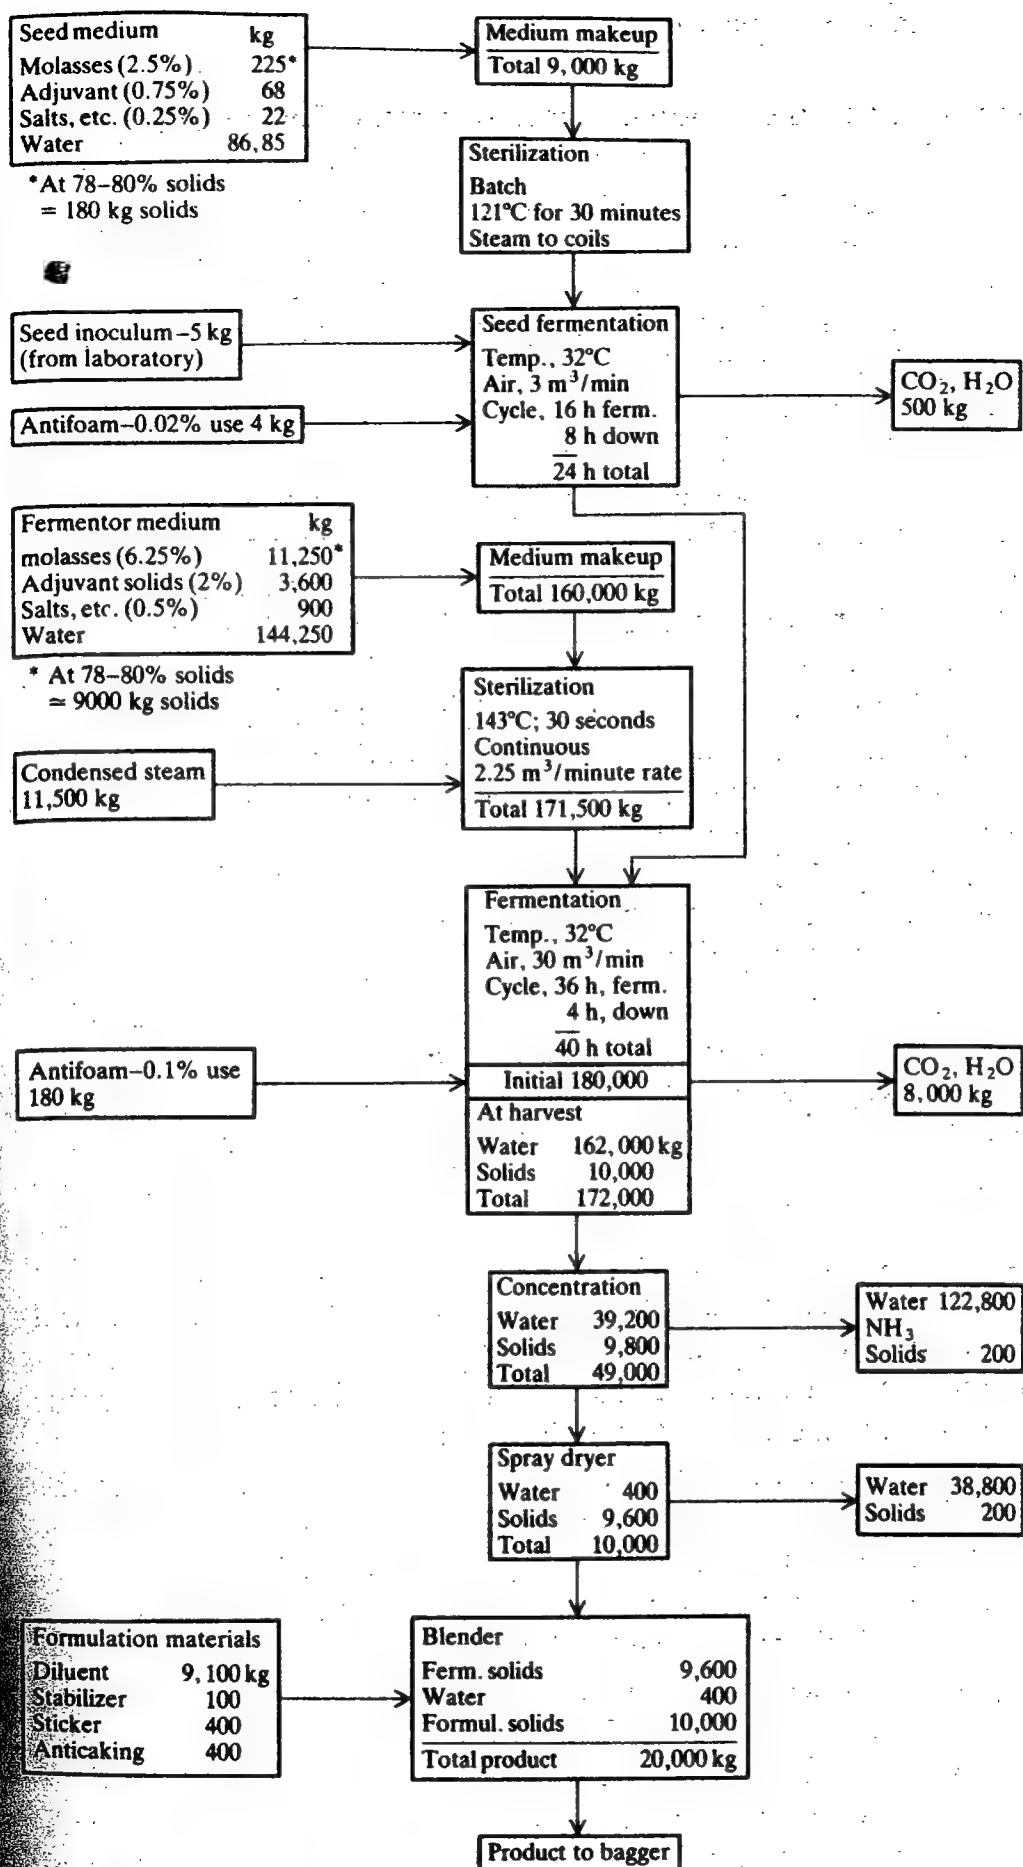 Seed medium kg
Molasses (2.5%) 225*
Adjuvant (0.75%) 68
Salts, etc. (0.25%) 22
Water 86,85
*At 78–80% solids
= 180 kg solids
Medium makeup
Total 9,000 kg
Sterilization
Batch
121°C for 30 minutes
Steam to coils
Seed inoculum–5 kg
(from laboratory)
Antifoam–0.02% use 4 kg
Seed fermentation
Temp., 32°C
Air, 3 m³/min
Cycle, 16 h ferm.
8 h down
24 h total
CO₂, H₂O
500 kg
Fermentor medium kg
molasses (6.25%) 11,250*
Adjuvant solids (2%) 3,600
Salts, etc. (0.5%) 900
Water 144,250
* At 78–80% solids
≃ 9000 kg solids
Medium makeup
Total 160,000 kg
Sterilization
143°C; 30 seconds
Continuous
2.25 m³/minute rate
Total 171,500 kg
Condensed steam
11,500 kg
Fermentation
Temp., 32°C
Air, 30 m³/min
Cycle, 36 h, ferm.
4 h, down
40 h total
Initial 180,000
At harvest
Water 162,000 kg
Solids 10,000
Total 172,000
Antifoam–0.1% use
180 kg
CO₂, H₂O
8,000 kg
Concentration
Water 39,200
Solids 9,800
Total 49,000
Water 122,800
NH₃
Solids 200
Spray dryer
Water 400
Solids 9,600
Total 10,000
Water 38,800
Solids 200
Formulation materials
Diluent 9,100 kg
Stabilizer 100
Sticker 400
Anticaking 400
Blender
Ferm. solids 9,600
Water 400
Formul. solids 10,000
Total product 20,000 kg
Product to bagger